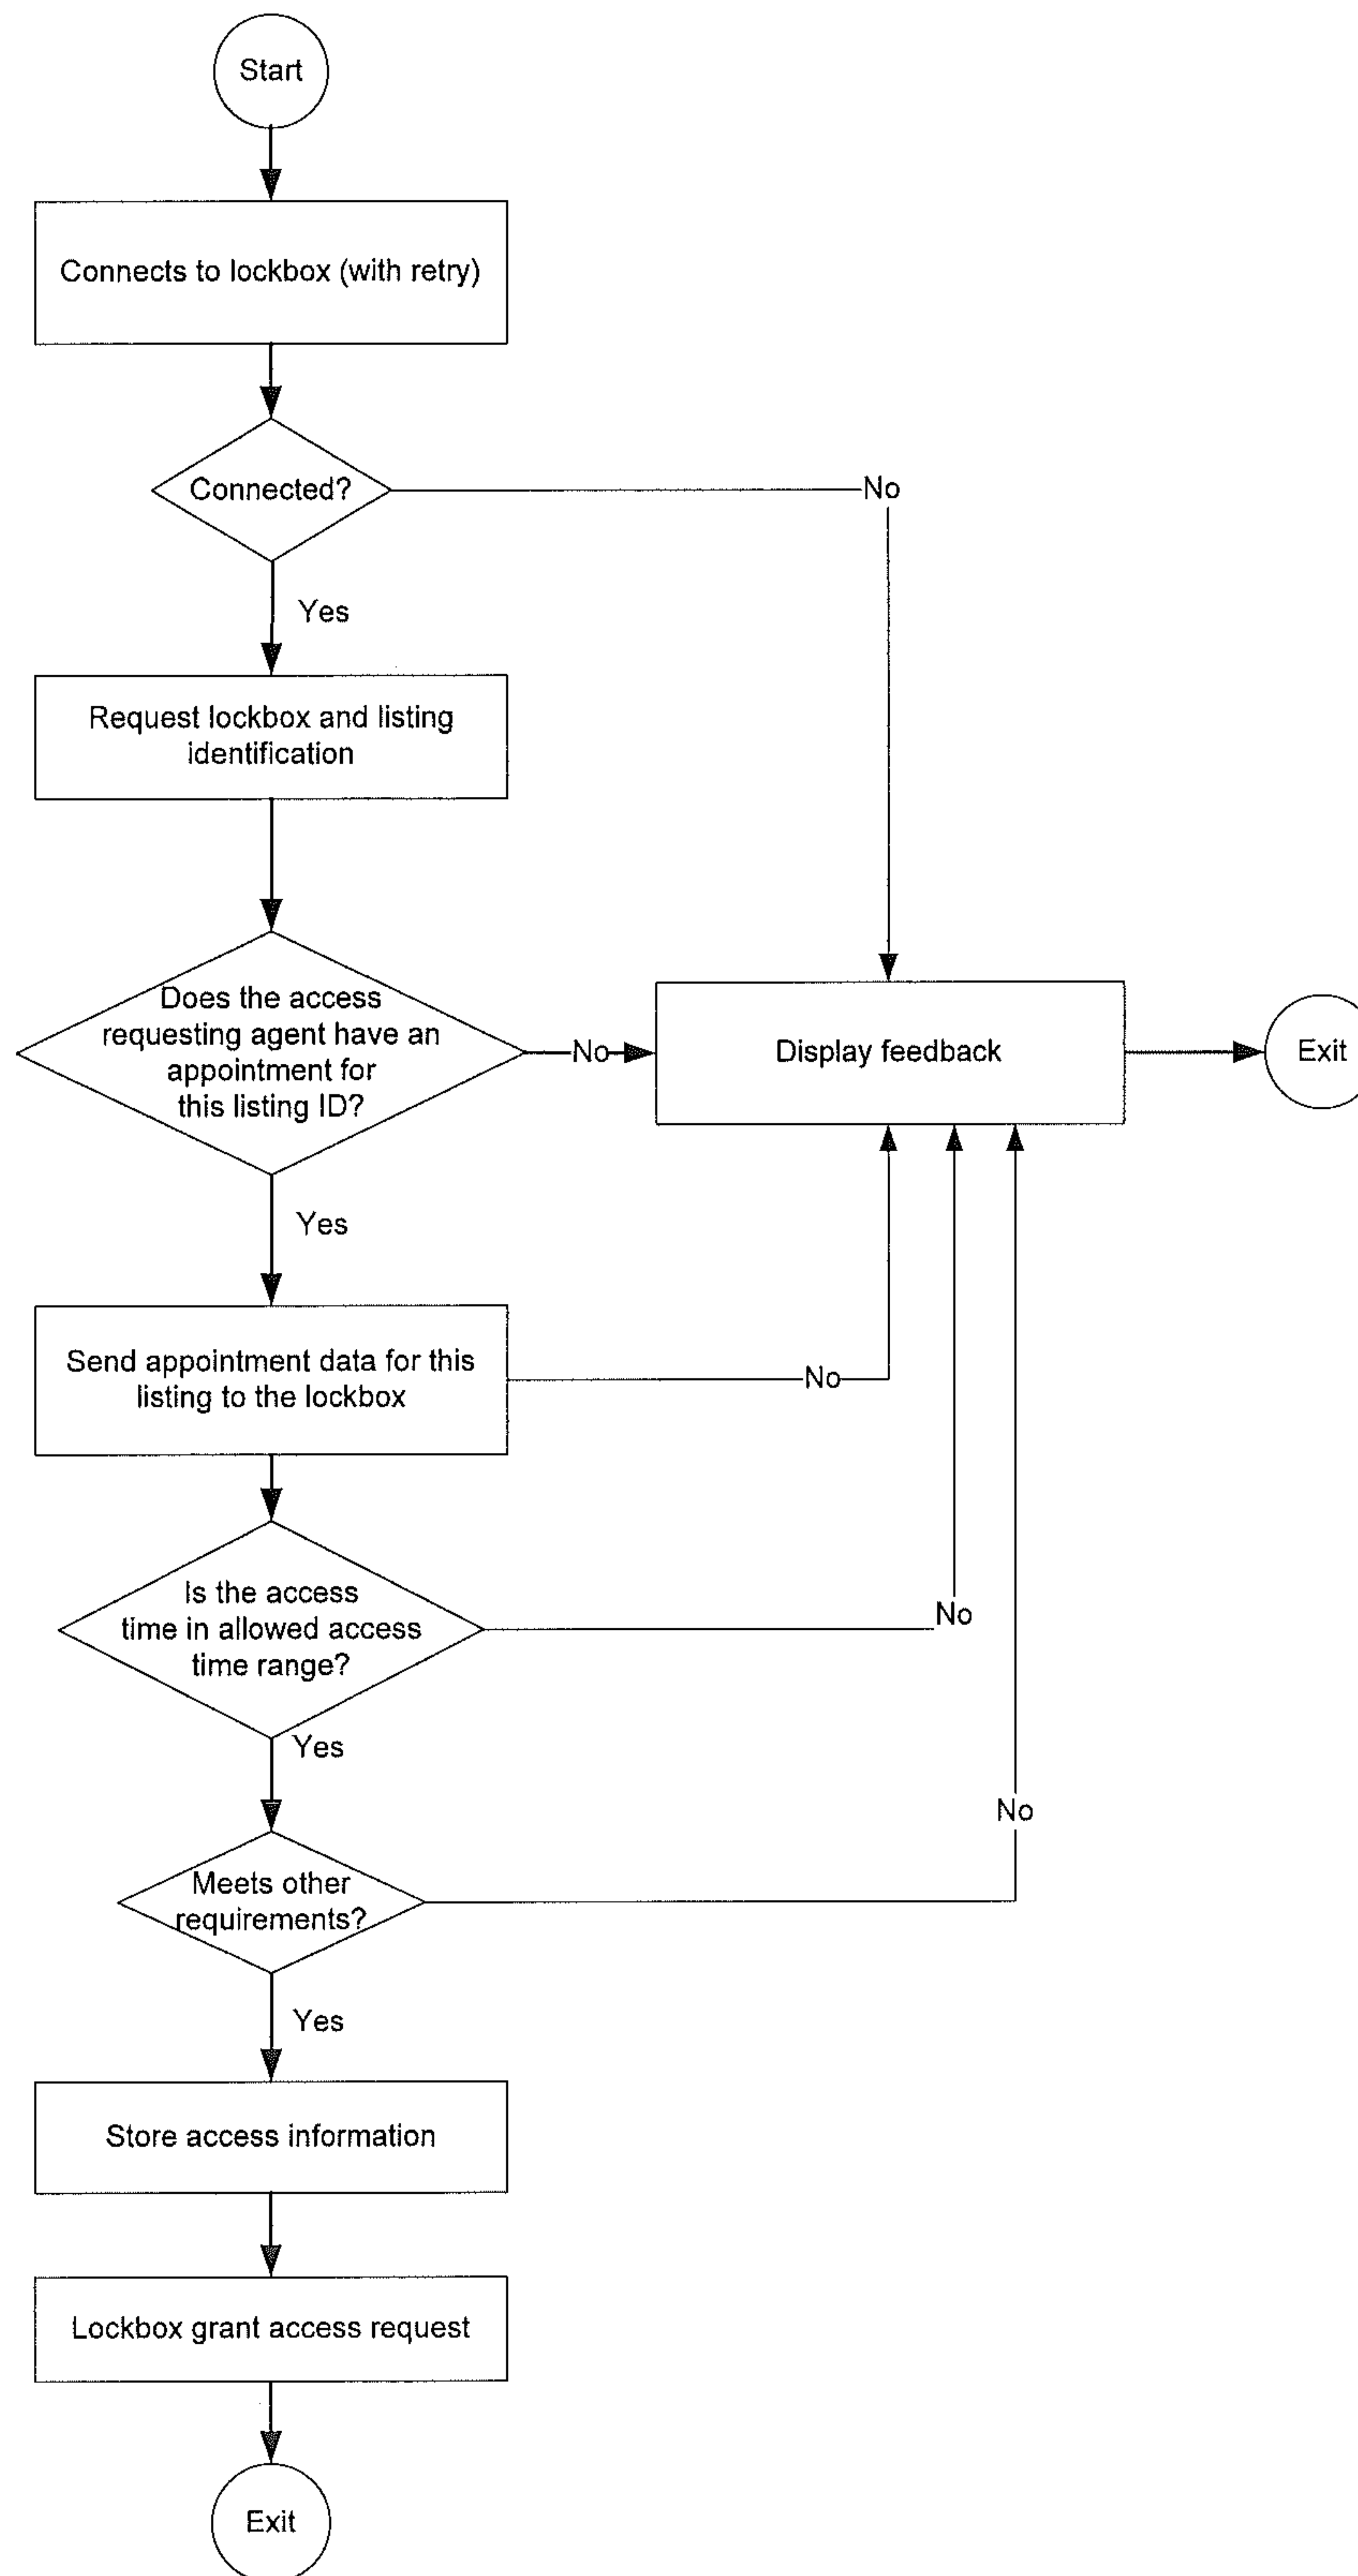 Start
Connects to lockbox (with retry)
Connected?
No
Yes
Request lockbox and listing
identification
Does the access
requesting agent have an
appointment for
this listing ID?
No
Display feedback
Exit
Yes
Send appointment data for this
listing to the lockbox
No
Is the access
time in allowed access
time range?
No
Yes
No
Meets other
requirements?
Yes
Store access information
Lockbox grant access request
Exit